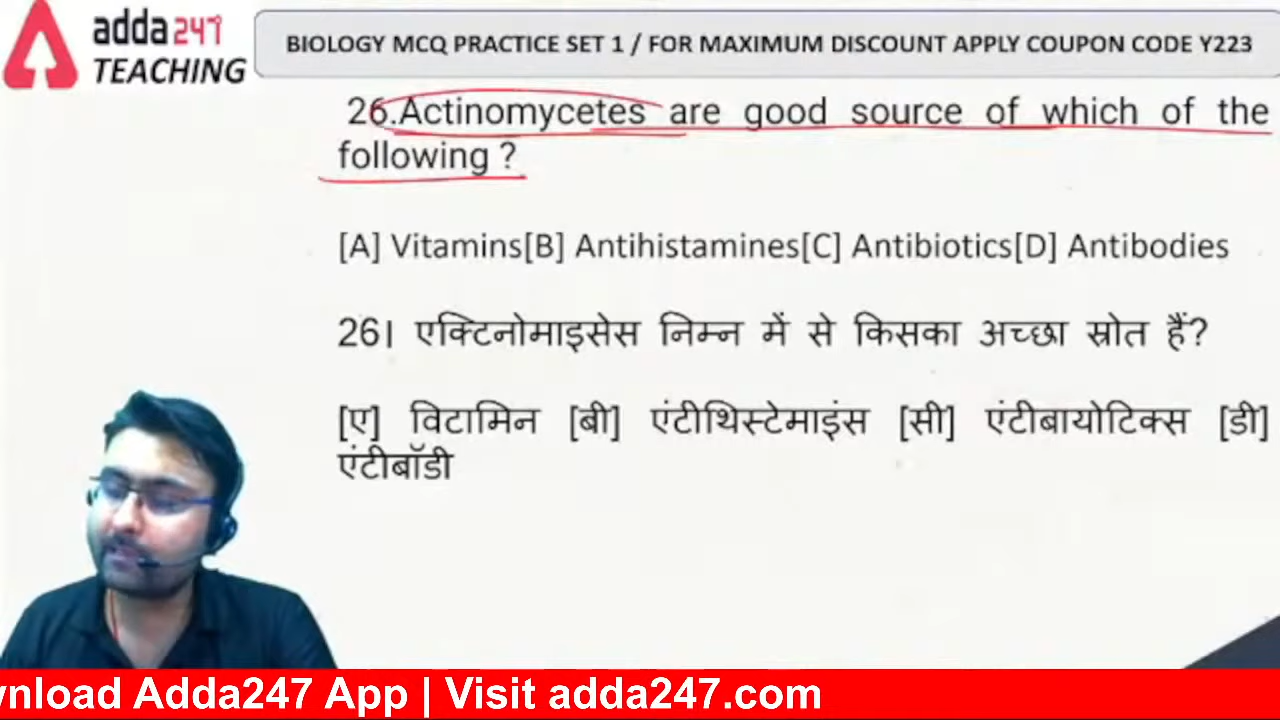 adda247
TEACHING
BIOLOGY MCQ PRACTICE SET 1 / FOR MAXIMUM DISCOUNT APPLY COUPON CODE Y223
26.Actinomycetes are good source of which of the
following ?
[A] Vitamins[B] Antihistamines[C] Antibiotics[D] Antibodies
26| एक्टिनोमाइसेस निम्न में से किसका अच्छा स्रोत हैं?
[ए] विटामिन [बी] एंटीथिस्टेमाइंस [सी] एंटीबायोटिक्स [डी]
एंटीबॉडी
wnload Adda247 App | Visit adda247.com